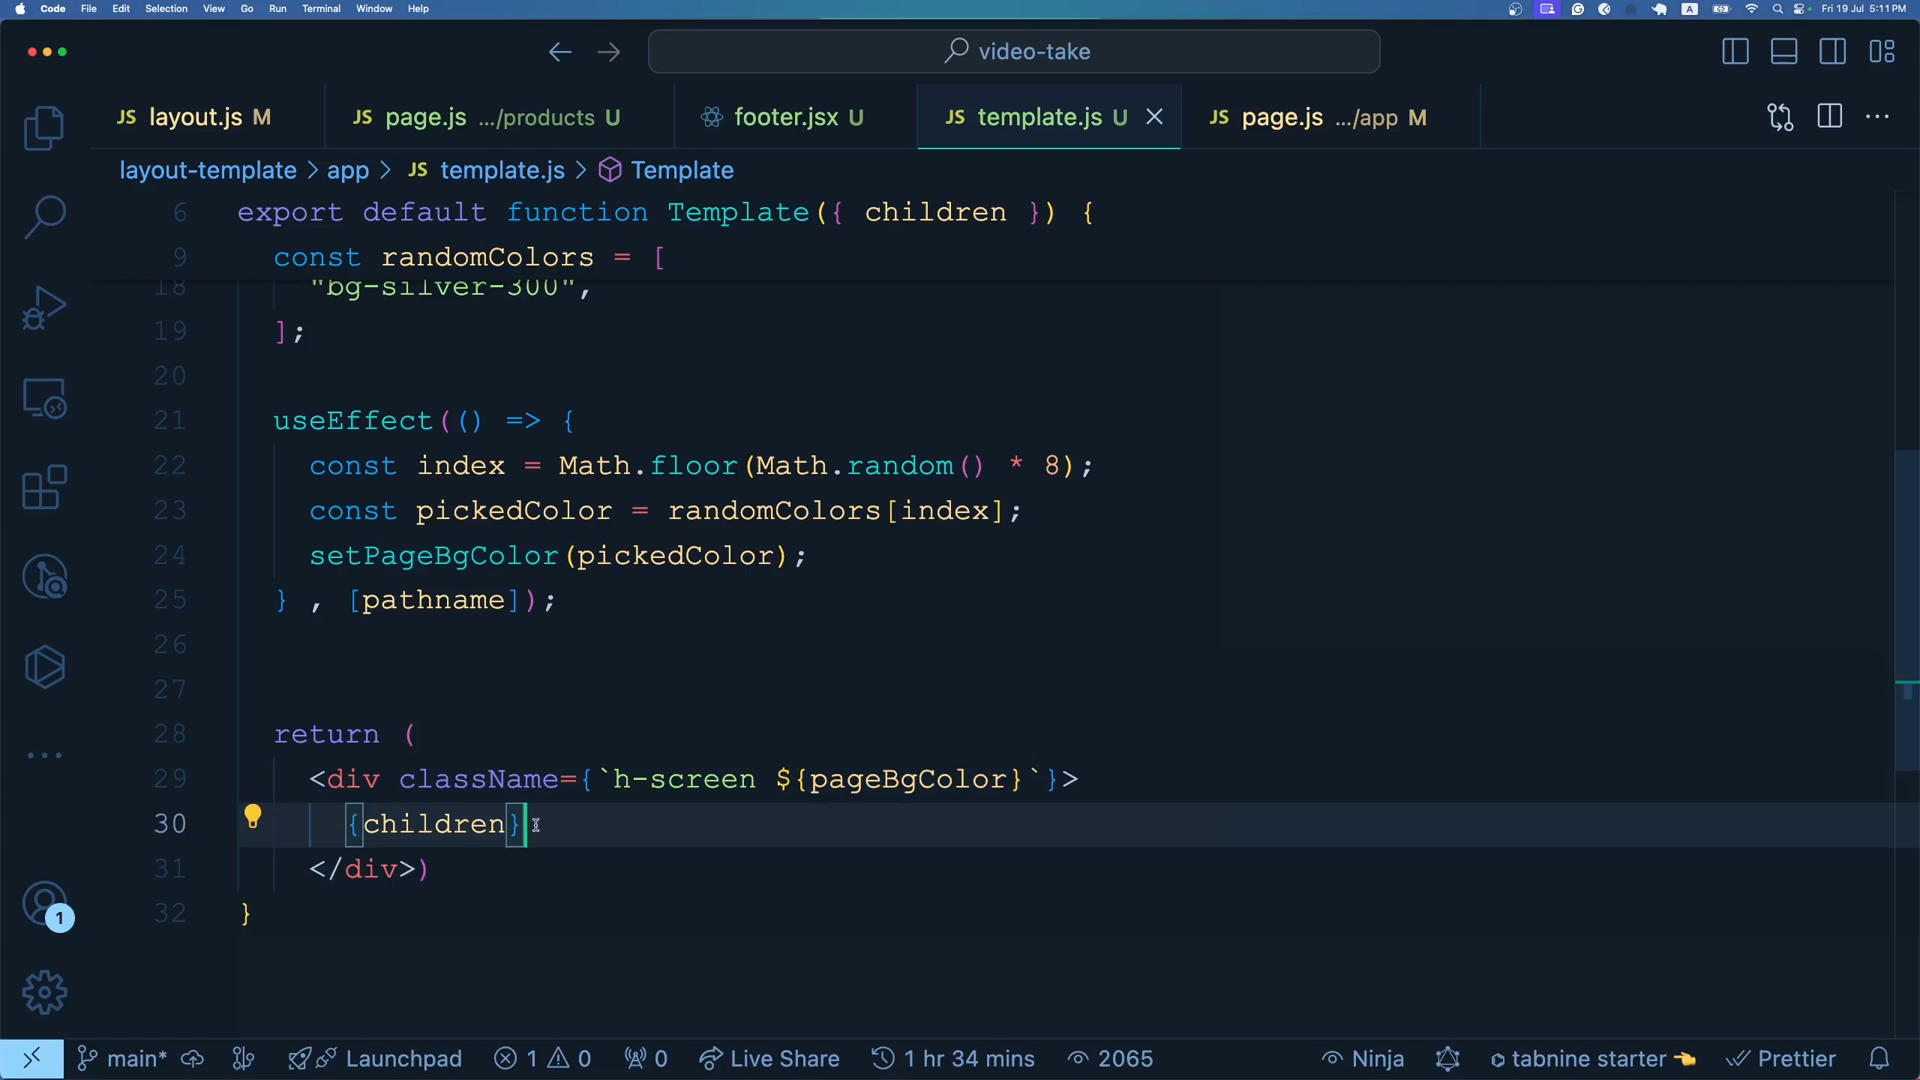 Code File Edit Selection View Go Run Terminal Window Help
A
Fri 19 Jul 5:11 PM
video-take
JS layout.js M
JS page.js .../products U
footer.jsx U
JS template.js U
JS page.js .../app M
layout-template > app > JS template.js > Template
6 export default function Template({ children }) {
9 const randomColors = [
18 "bg-silver-300",
19 ];
20
21 useEffect(() => {
22 const index = Math.floor(Math.random() * 8);
23 const pickedColor = randomColors[index];
24 setPageBgColor(pickedColor);
25 } , [pathname]);
26
27
28 return (
29 <div className={`h-screen ${pageBgColor}`}>
30 {children}
31 </div>)
32 }
1
main* Launchpad 1 0 0 Live Share 1 hr 34 mins 2065 Ninja tabnine starter Prettier